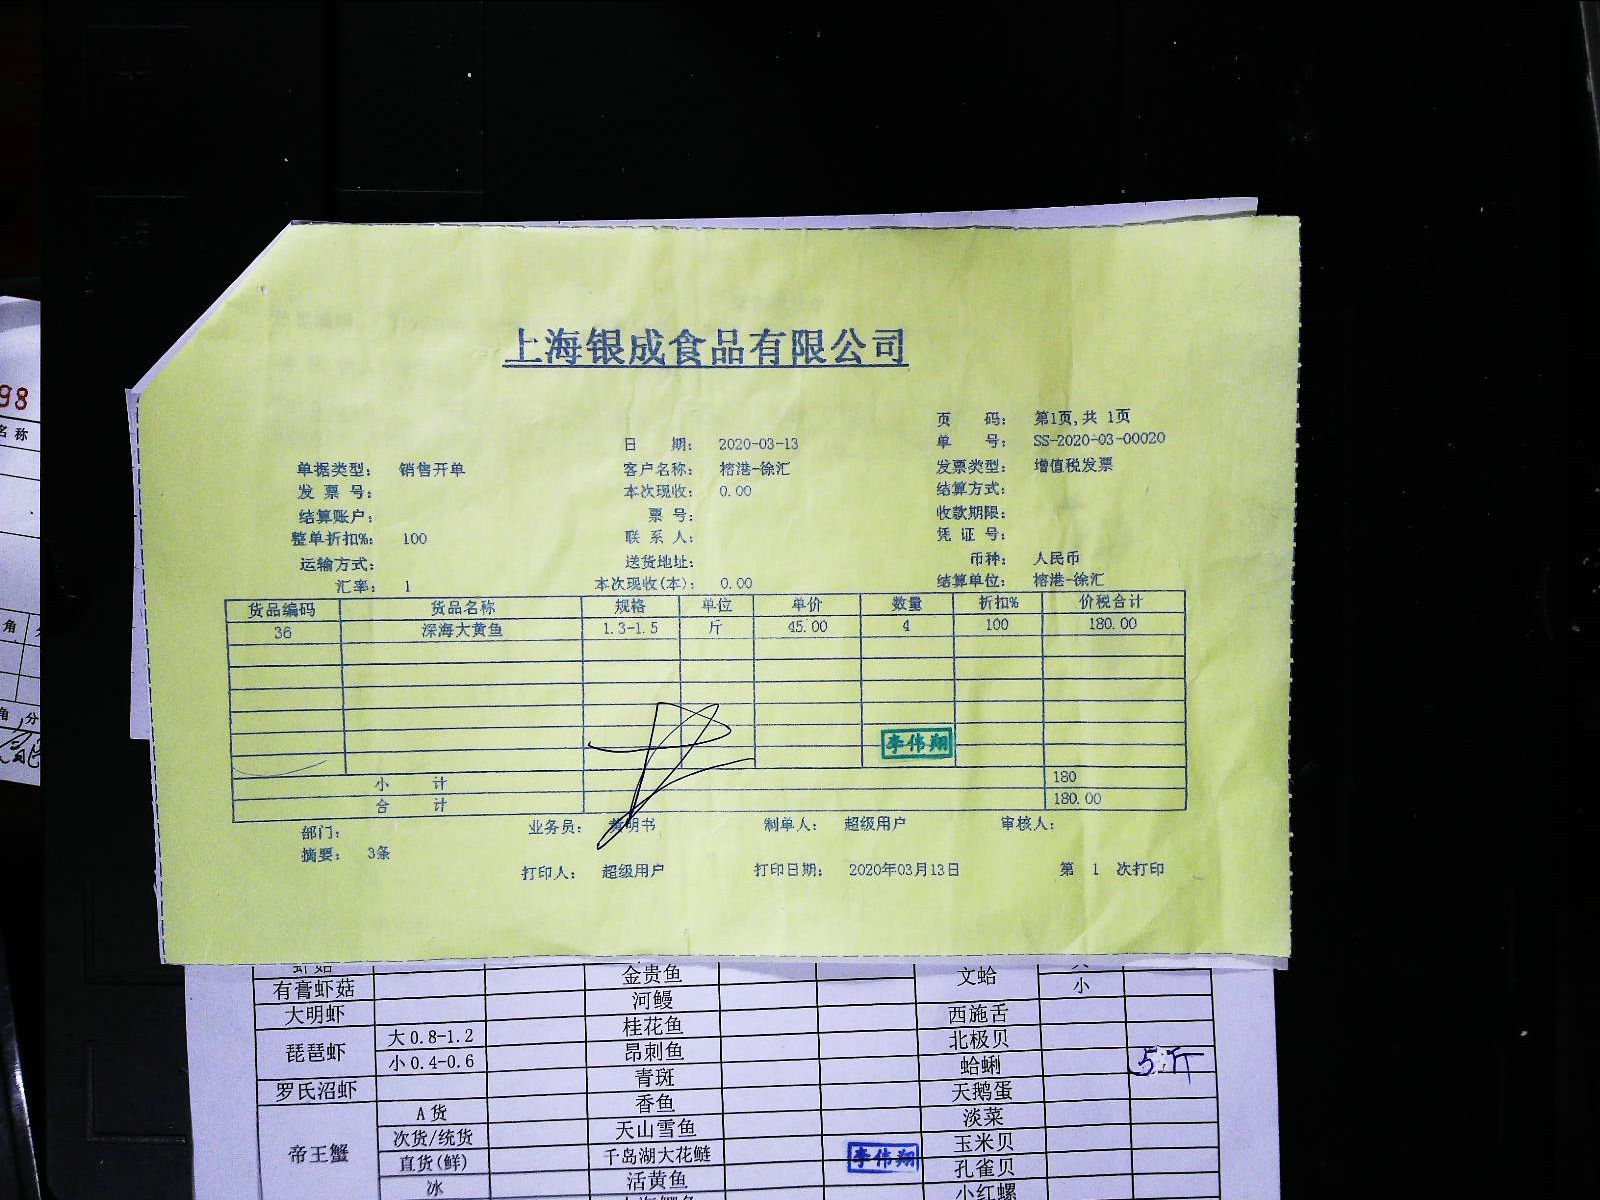 上海银成食品有限公司
页 码： 第1页,共 1页
日 期： 2020-03-13 单 号： SS-2020-03-00020
单据类型： 销售开单 客户名称： 榕港-徐汇 发票类型： 增值税发票
发 票 号： 本次现收： 0.00 结算方式：
结算账户： 票 号： 收款期限：
整单折扣%： 100 联 系 人： 凭 证 号：
运输方式： 送货地址： 币种： 人民币
汇率： 1 本次现收(本)： 0.00 结算单位： 榕港-徐汇
货品编码 货品名称 规格 单位 单价 数量 折扣% 价税合计
36 深海大黄鱼 1.3-1.5 斤 45.00 4 100 180.00
李伟翔
小 计 180
合 计 180.00
部门： 业务员： 明书 制单人： 超级用户 审核人：
摘要： 3条
打印人： 超级用户 打印日期： 2020年03月13日 第 1 次打印
98
名称
角
角 分
金贵鱼 文蛤
有膏虾菇 河鳗 小
大明虾 桂花鱼 西施舌
琵琶虾 大0.8-1.2 昂刺鱼 北极贝
小0.4-0.6 青斑 蛤蜊 5斤
罗氏沼虾 香鱼 天鹅蛋
帝王蟹 A货 天山雪鱼 淡菜
次货/统货 千岛湖大花鲢 李伟翔 玉米贝
直货(鲜) 活黄鱼 孔雀贝
冰 小红螺